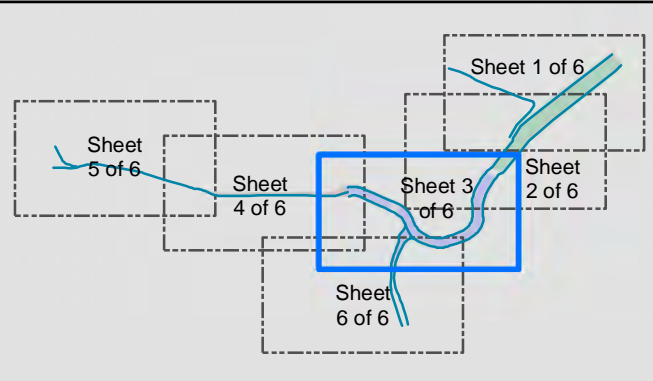 Sheet 1 of 6
Sheet
5 of 6
Sheet
4 of 6
Sheet 3
of 6
Sheet
2 of 6
Sheet
6 of 6